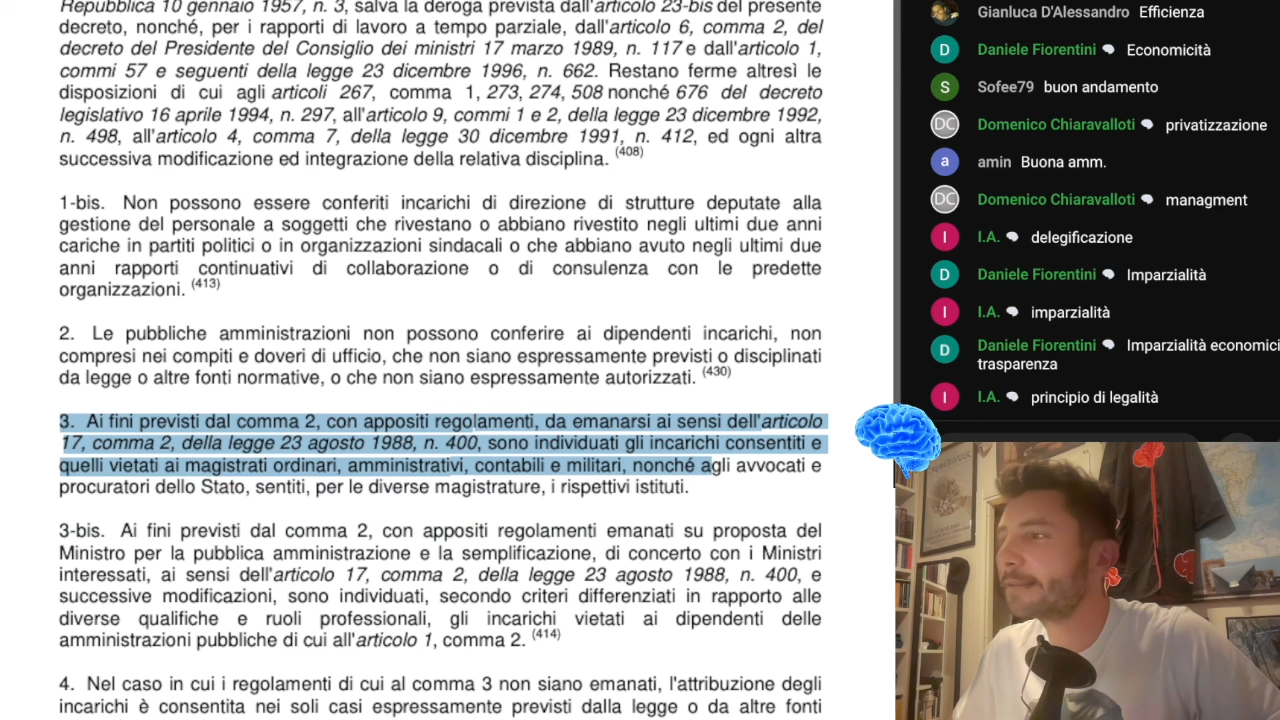 Repubblica 10 gennaio 1957, n. 3, salva la deroga prevista dall'articolo 23-bis del presente
decreto, nonché, per i rapporti di lavoro a tempo parziale, dall'articolo 6, comma 2, del
decreto del Presidente del Consiglio dei ministri 17 marzo 1989, n. 117 e dall'articolo 1,
commi 57 e seguenti della legge 23 dicembre 1996, n. 662. Restano ferme altresì le
disposizioni di cui agli articoli 267, comma 1, 273, 274, 508 nonché 676 del decreto
legislativo 16 aprile 1994, n. 297, all'articolo 9, commi 1 e 2, della legge 23 dicembre 1992,
n. 498, all'articolo 4, comma 7, della legge 30 dicembre 1991, n. 412, ed ogni altra
successiva modificazione ed integrazione della relativa disciplina. (408)
1-bis. Non possono essere conferiti incarichi di direzione di strutture deputate alla
gestione del personale a soggetti che rivestano o abbiano rivestito negli ultimi due anni
cariche in partiti politici o in organizzazioni sindacali o che abbiano avuto negli ultimi due
anni rapporti continuativi di collaborazione o di consulenza con le predette
organizzazioni. (413)
2. Le pubbliche amministrazioni non possono conferire ai dipendenti incarichi, non
compresi nei compiti e doveri di ufficio, che non siano espressamente previsti o disciplinati
da legge o altre fonti normative, o che non siano espressamente autorizzati. (430)
3. Ai fini previsti dal comma 2, con appositi regolamenti, da emanarsi ai sensi dell'articolo
17, comma 2, della legge 23 agosto 1988, n. 400, sono individuati gli incarichi consentiti e
quelli vietati ai magistrati ordinari, amministrativi, contabili e militari, nonché agli avvocati e
procuratori dello Stato, sentiti, per le diverse magistrature, i rispettivi istituti.
3-bis. Ai fini previsti dal comma 2, con appositi regolamenti emanati su proposta del
Ministro per la pubblica amministrazione e la semplificazione, di concerto con i Ministri
interessati, ai sensi dell'articolo 17, comma 2, della legge 23 agosto 1988, n. 400, e
successive modificazioni, sono individuati, secondo criteri differenziati in rapporto alle
diverse qualifiche e ruoli professionali, gli incarichi vietati ai dipendenti delle
amministrazioni pubbliche di cui all'articolo 1, comma 2. (414)
4. Nel caso in cui i regolamenti di cui al comma 3 non siano emanati, l'attribuzione degli
incarichi è consentita nei soli casi espressamente previsti dalla legge o da altre fonti
Gianluca D'Alessandro Efficienza
D Daniele Fiorentini Economicità
S Sofee79 buon andamento
DC Domenico Chiaravalloti privatizzazione
a amin Buona amm.
DC Domenico Chiaravalloti managment
I I.A. delegificazione
D Daniele Fiorentini Imparzialità
I I.A. imparzialità
D Daniele Fiorentini Imparzialità economici
trasparenza
I I.A. principio di legalità